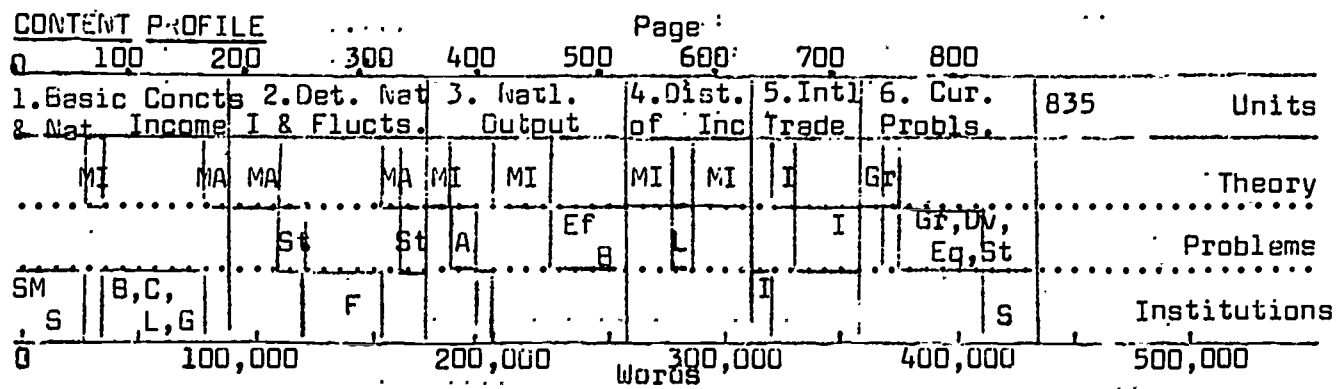 CONTENT PROFILE Page
0 100 200 300 400 500 600 700 800
1.Basic Concts 2.Det. Nat 3. Natl. 4.Dist. 5.Intl 6. Cur. 835 Units
& Nat Income I & Flucts. Output of Inc Trade Probls.
MI MA MA MA MI MI MI MI I Gr Theory
St St A Ef B L I Gr,Dv, Eq,St Problems
SM S B,C, L,G F I S Institutions
0 100,000 200,000 300,000 400,000 500,000
Words